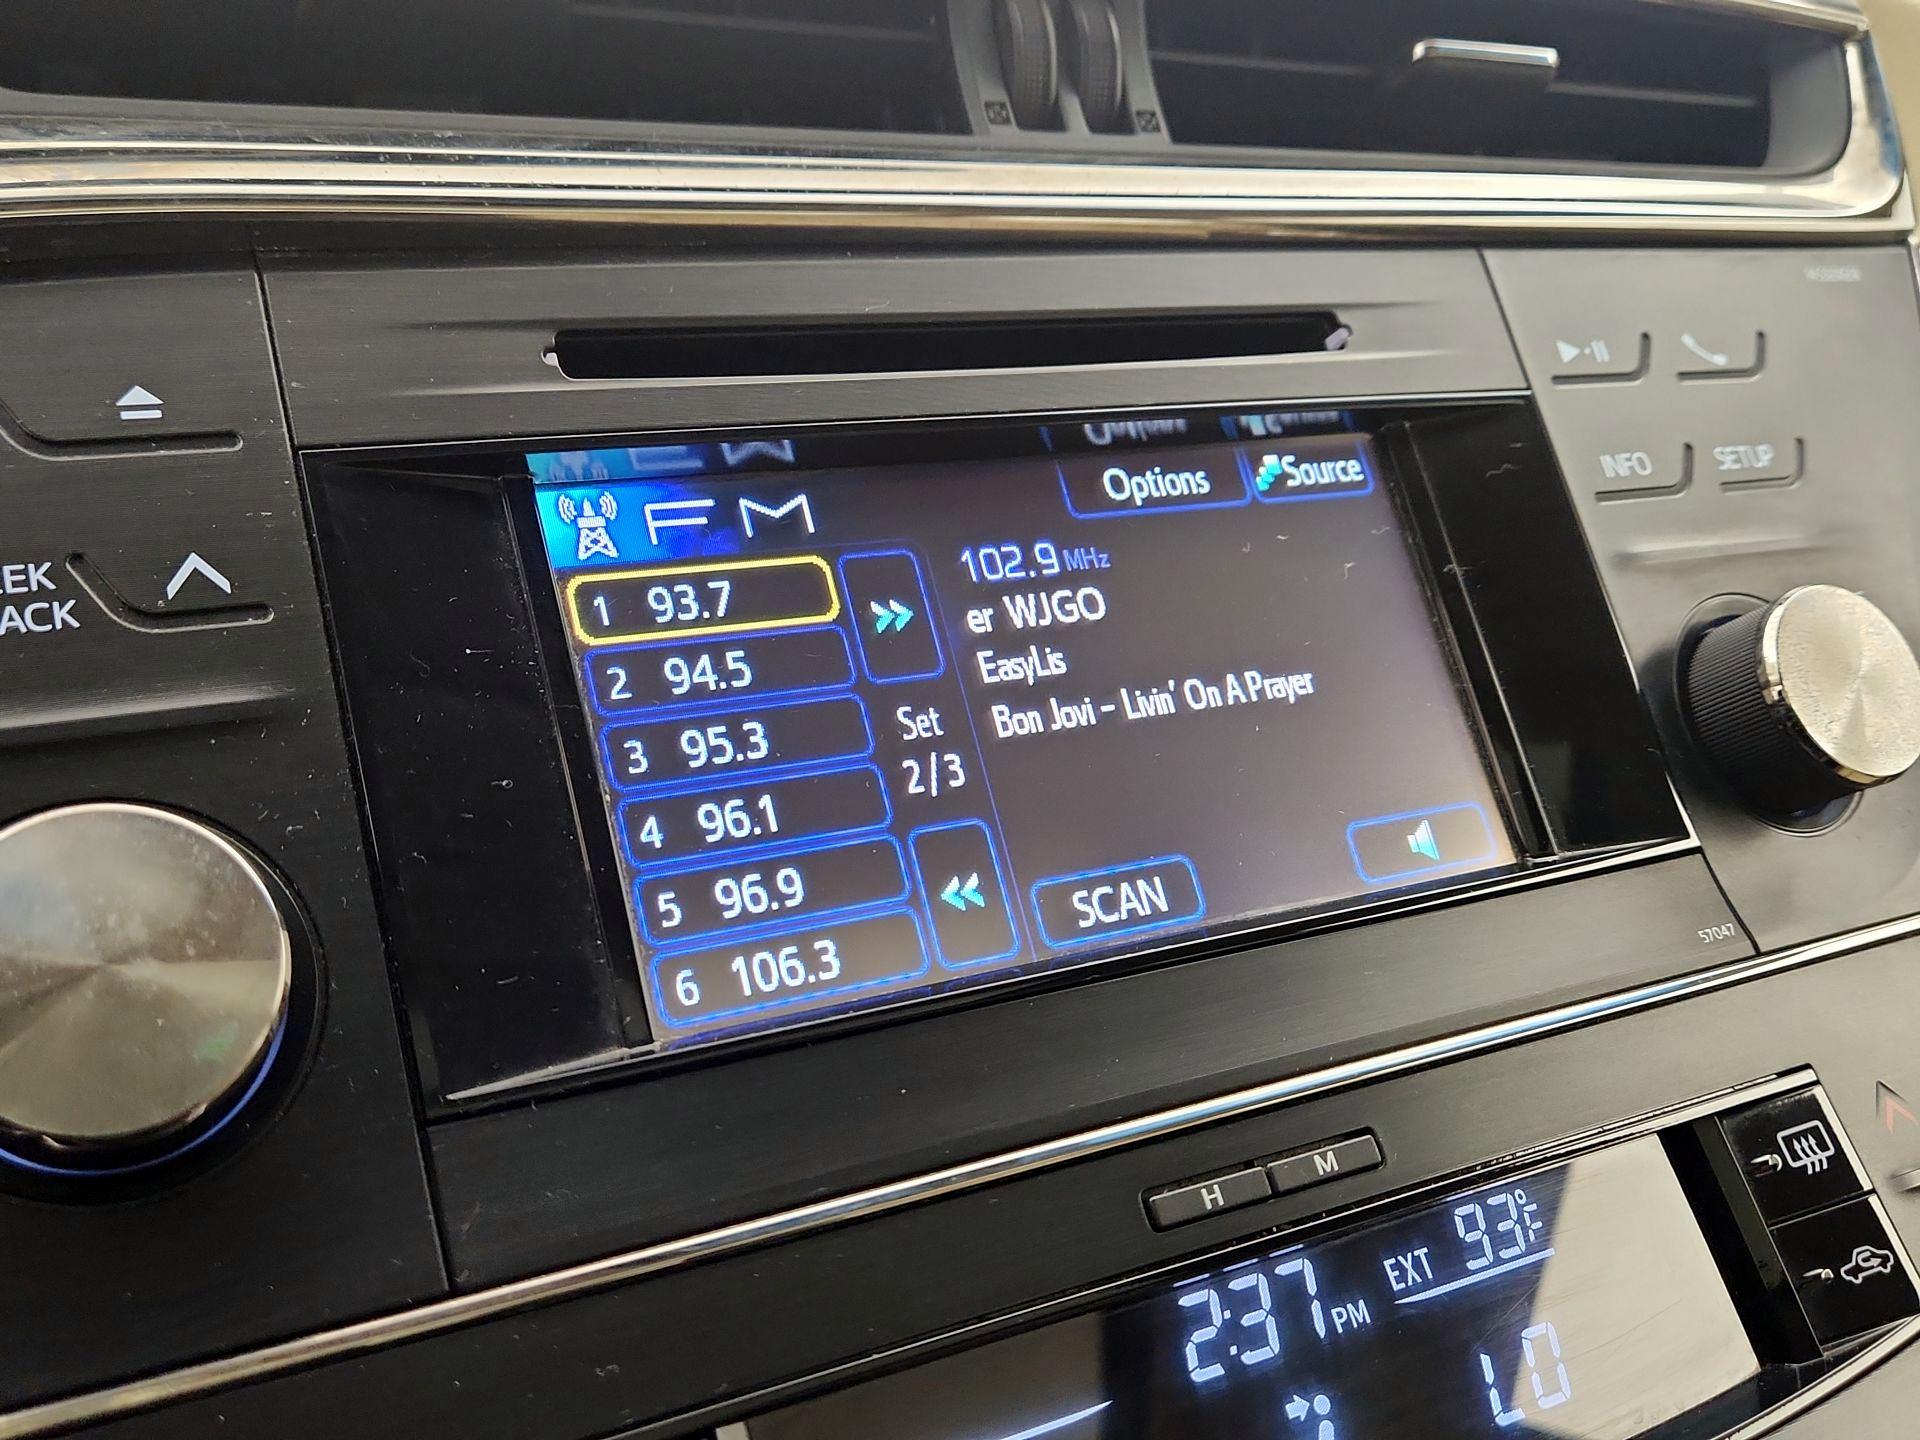 Options
Source
FM
102.9 MHz
er WJGO
EasyLis
Bon Jovi – Livin' On A Prayer
1 93.7
2 94.5
3 95.3
4 96.1
5 96.9
6 106.3
Set
2/3
SCAN
INFO
SETUP
EEK
ACK
57047
H
M
2:37 PM
EXT 93°F
LO